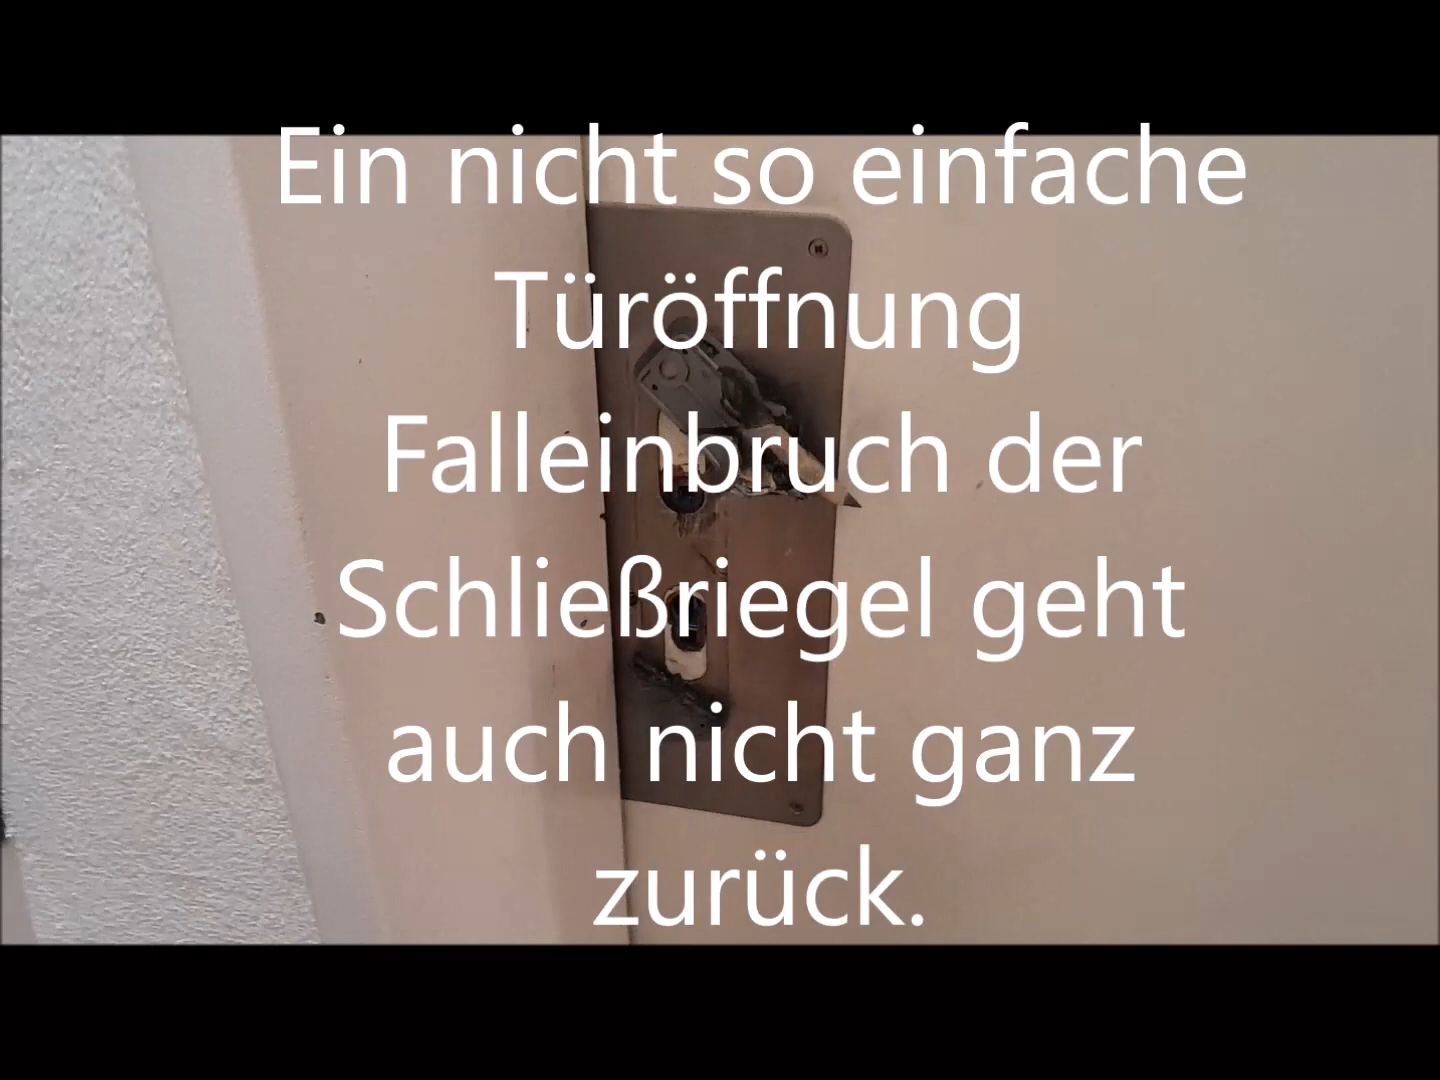 Ein nicht so einfache
Türöffnung
Falleinbruch der
Schließriegel geht
auch nicht ganz
zurück.